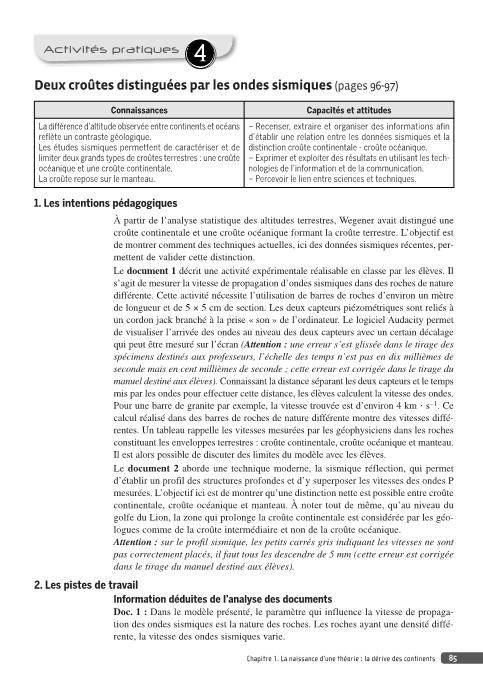 Activités pratiques 4
Deux croûtes distinguées par les ondes sismiques (pages 96-97)
Connaissances
Capacités et attitudes
La différence d'altitude observée entre continents et océans
reflète un contraste géologique.
Les études sismiques permettent de caractériser et de
limiter deux grands types de croûtes terrestres : une croûte
océanique et une croûte continentale.
La croûte repose sur le manteau.
– Recenser, extraire et organiser des informations afin
d'établir une relation entre les données sismiques et la
distinction croûte continentale - croûte océanique.
– Exprimer et exploiter des résultats en utilisant les tech-
nologies de l'information et de la communication.
– Percevoir le lien entre sciences et techniques.
1. Les intentions pédagogiques
À partir de l'analyse statistique des altitudes terrestres, Wegener avait distingué une
croûte continentale et une croûte océanique formant la croûte terrestre. L'objectif est
de montrer comment des techniques actuelles, ici des données sismiques récentes, per-
mettent de valider cette distinction.
Le document 1 décrit une activité expérimentale réalisable en classe par les élèves. Il
s'agit de mesurer la vitesse de propagation d'ondes sismiques dans des roches de nature
différente. Cette activité nécessite l'utilisation de barres de roches d'environ un mètre
de longueur et de 5 × 5 cm de section. Les deux capteurs piézométriques sont reliés à
un cordon jack branché à la prise « son » de l'ordinateur. Le logiciel Audacity permet
de visualiser l'arrivée des ondes au niveau des deux capteurs avec un certain décalage
qui peut être mesuré sur l'écran (Attention : une erreur s'est glissée dans le tirage des
spécimens destinés aux professeurs, l'échelle des temps n'est pas en dix millièmes de
seconde mais en cent millièmes de seconde ; cette erreur est corrigée dans le tirage du
manuel destiné aux élèves). Connaissant la distance séparant les deux capteurs et le temps
mis par les ondes pour effectuer cette distance, les élèves calculent la vitesse des ondes.
Pour une barre de granite par exemple, la vitesse trouvée est d'environ 4 km · s⁻¹. Ce
calcul réalisé dans des barres de roches de nature différente montre des vitesses diffé-
rentes. Un tableau rappelle les vitesses mesurées par les géophysiciens dans les roches
constituant les enveloppes terrestres : croûte continentale, croûte océanique et manteau.
Il est alors possible de discuter des limites du modèle avec les élèves.
Le document 2 aborde une technique moderne, la sismique réflection, qui permet
d'établir un profil des structures profondes et d'y superposer les vitesses des ondes P
mesurées. L'objectif ici est de montrer qu'une distinction nette est possible entre croûte
continentale, croûte océanique et manteau. À noter tout de même, qu'au niveau du
golfe du Lion, la zone qui prolonge la croûte continentale est considérée par les géo-
logues comme de la croûte intermédiaire et non de la croûte océanique.
Attention : sur le profil sismique, les petits carrés gris indiquant les vitesses ne sont
pas correctement placés, il faut tous les descendre de 5 mm (cette erreur est corrigée
dans le tirage du manuel destiné aux élèves).
2. Les pistes de travail
Information déduites de l'analyse des documents
Doc. 1 : Dans le modèle présenté, le paramètre qui influence la vitesse de propaga-
tion des ondes sismiques est la nature des roches. Les roches ayant une densité diffé-
rente, la vitesse des ondes sismiques varie.
Chapitre 1. La naissance d'une théorie : la dérive des continents 85